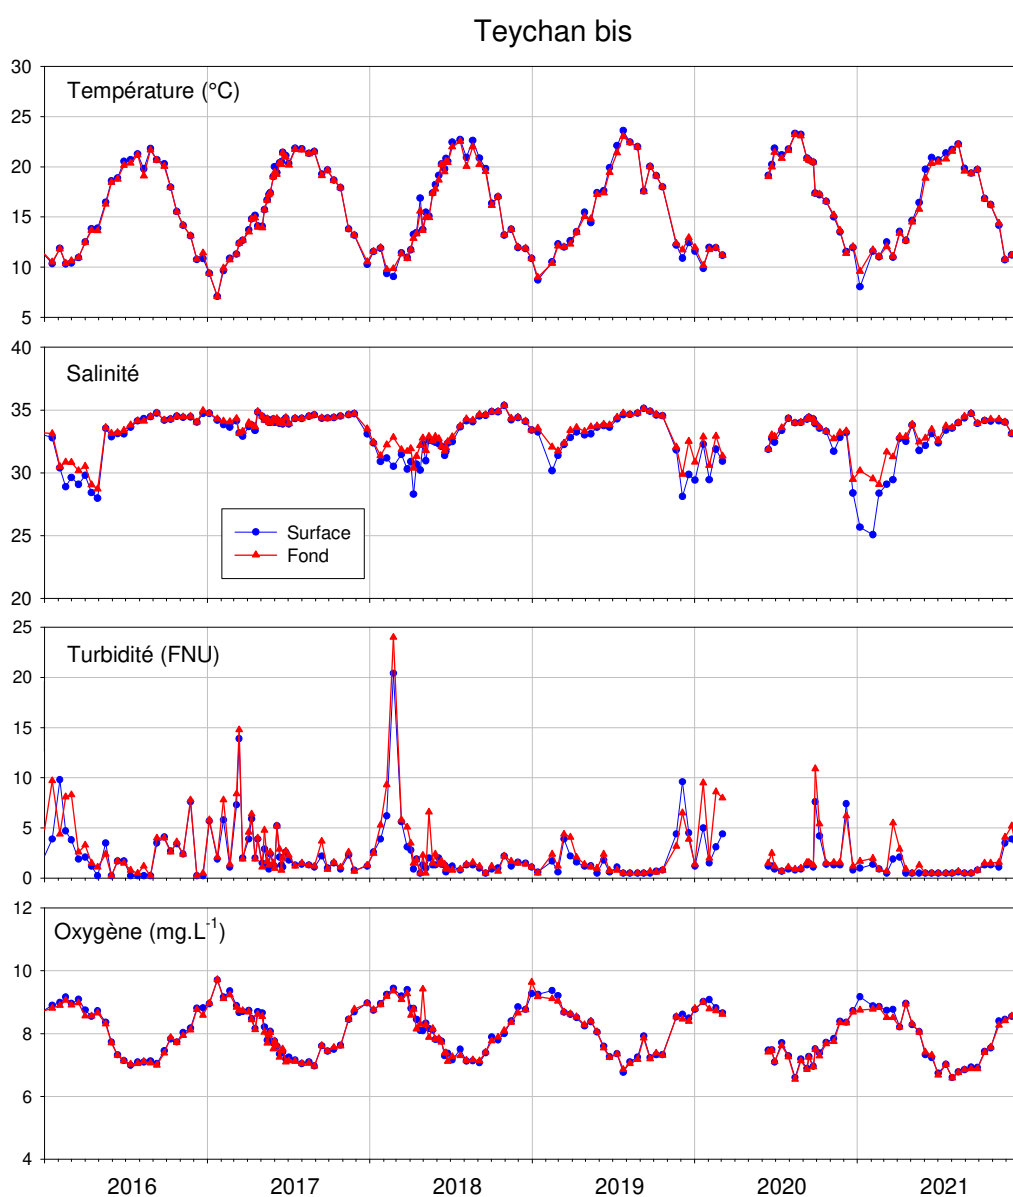 Teychan bis
30
Température (°C)
25
20
15
10
5
40
Salinité
35
30
Surface
25
Fond
20
25
Turbidité (FNU)
20
15
10
5
0
12
Oxygène (mg.L-1)
10
8
6
4
2016 2017 2018 2019 2020 2021